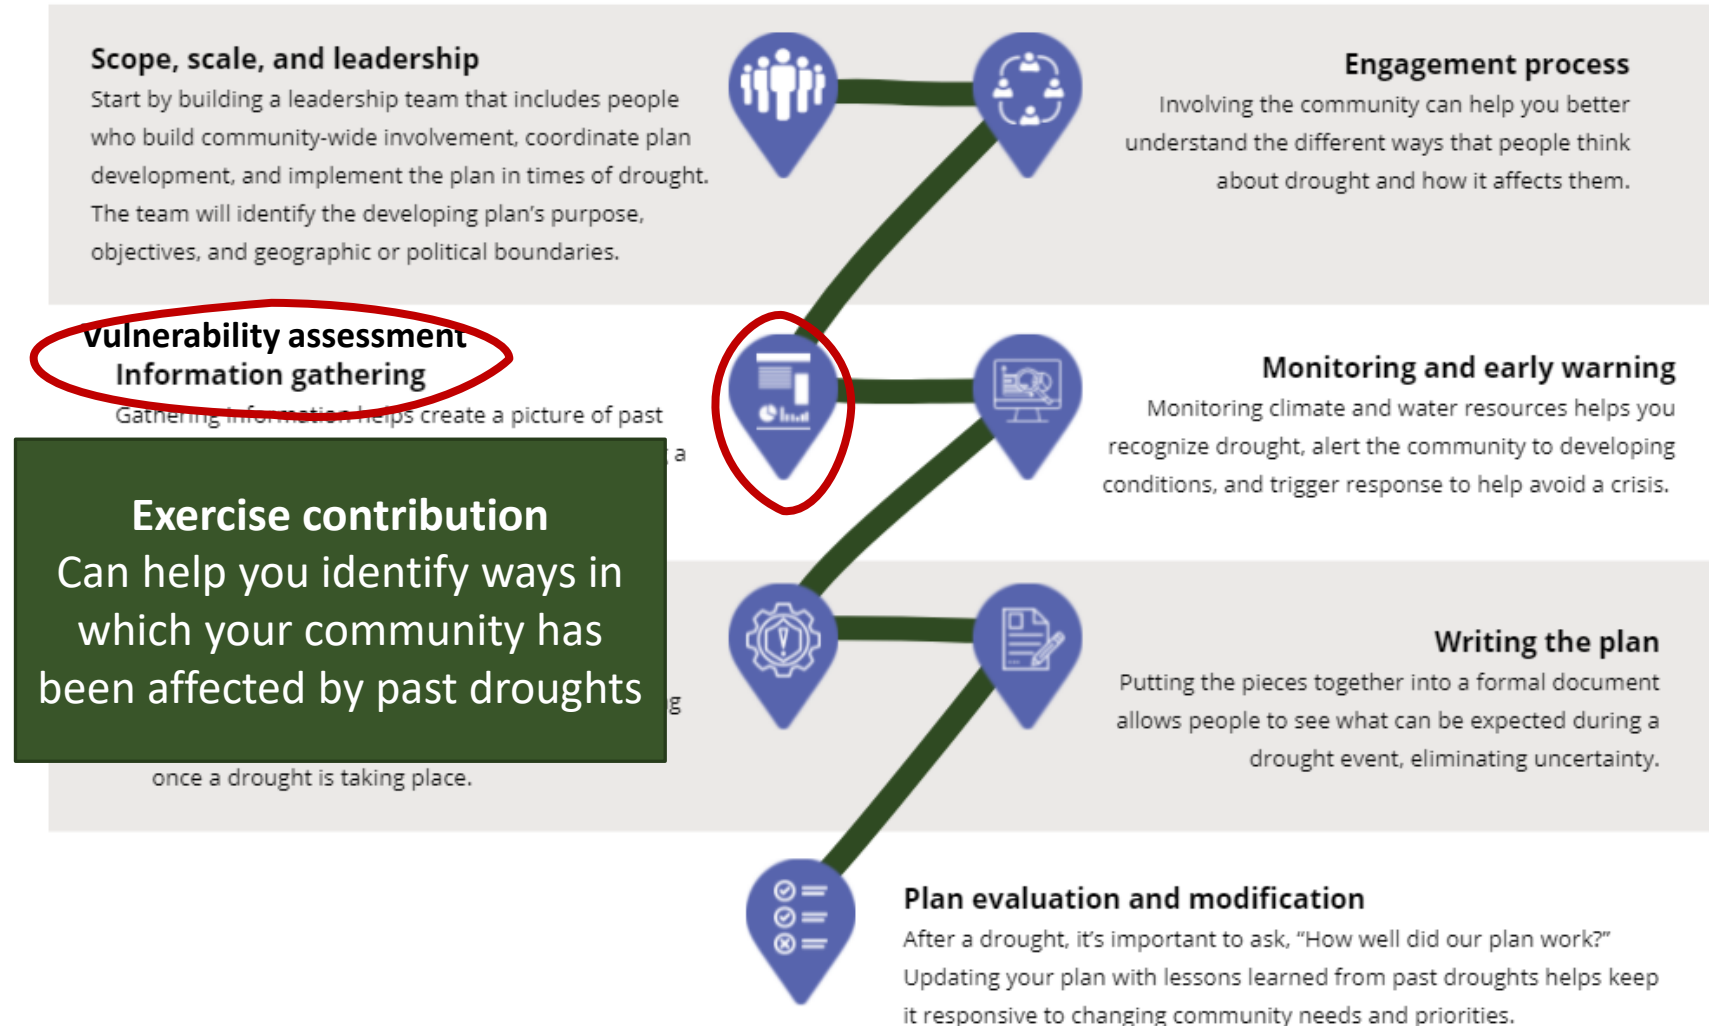 Scope, scale, and leadership
Start by building a leadership team that includes people
who build community-wide involvement, coordinate plan
development, and implement the plan in times of drought.
The team will identify the developing plan's purpose,
objectives, and geographic or political boundaries.
Engagement process
Involving the community can help you better
understand the different ways that people think
about drought and how it affects them.
Vulnerability assessment
Information gathering
Gathering information helps create a picture of past
a
Monitoring and early warning
Monitoring climate and water resources helps you
recognize drought, alert the community to developing
conditions, and trigger response to help avoid a crisis.
Exercise contribution
Can help you identify ways in
which your community has
been affected by past droughts
once a drought is taking place.
Writing the plan
Putting the pieces together into a formal document
allows people to see what can be expected during a
drought event, eliminating uncertainty.
Plan evaluation and modification
After a drought, it's important to ask, “How well did our plan work?”
Updating your plan with lessons learned from past droughts helps keep
it responsive to changing community needs and priorities.